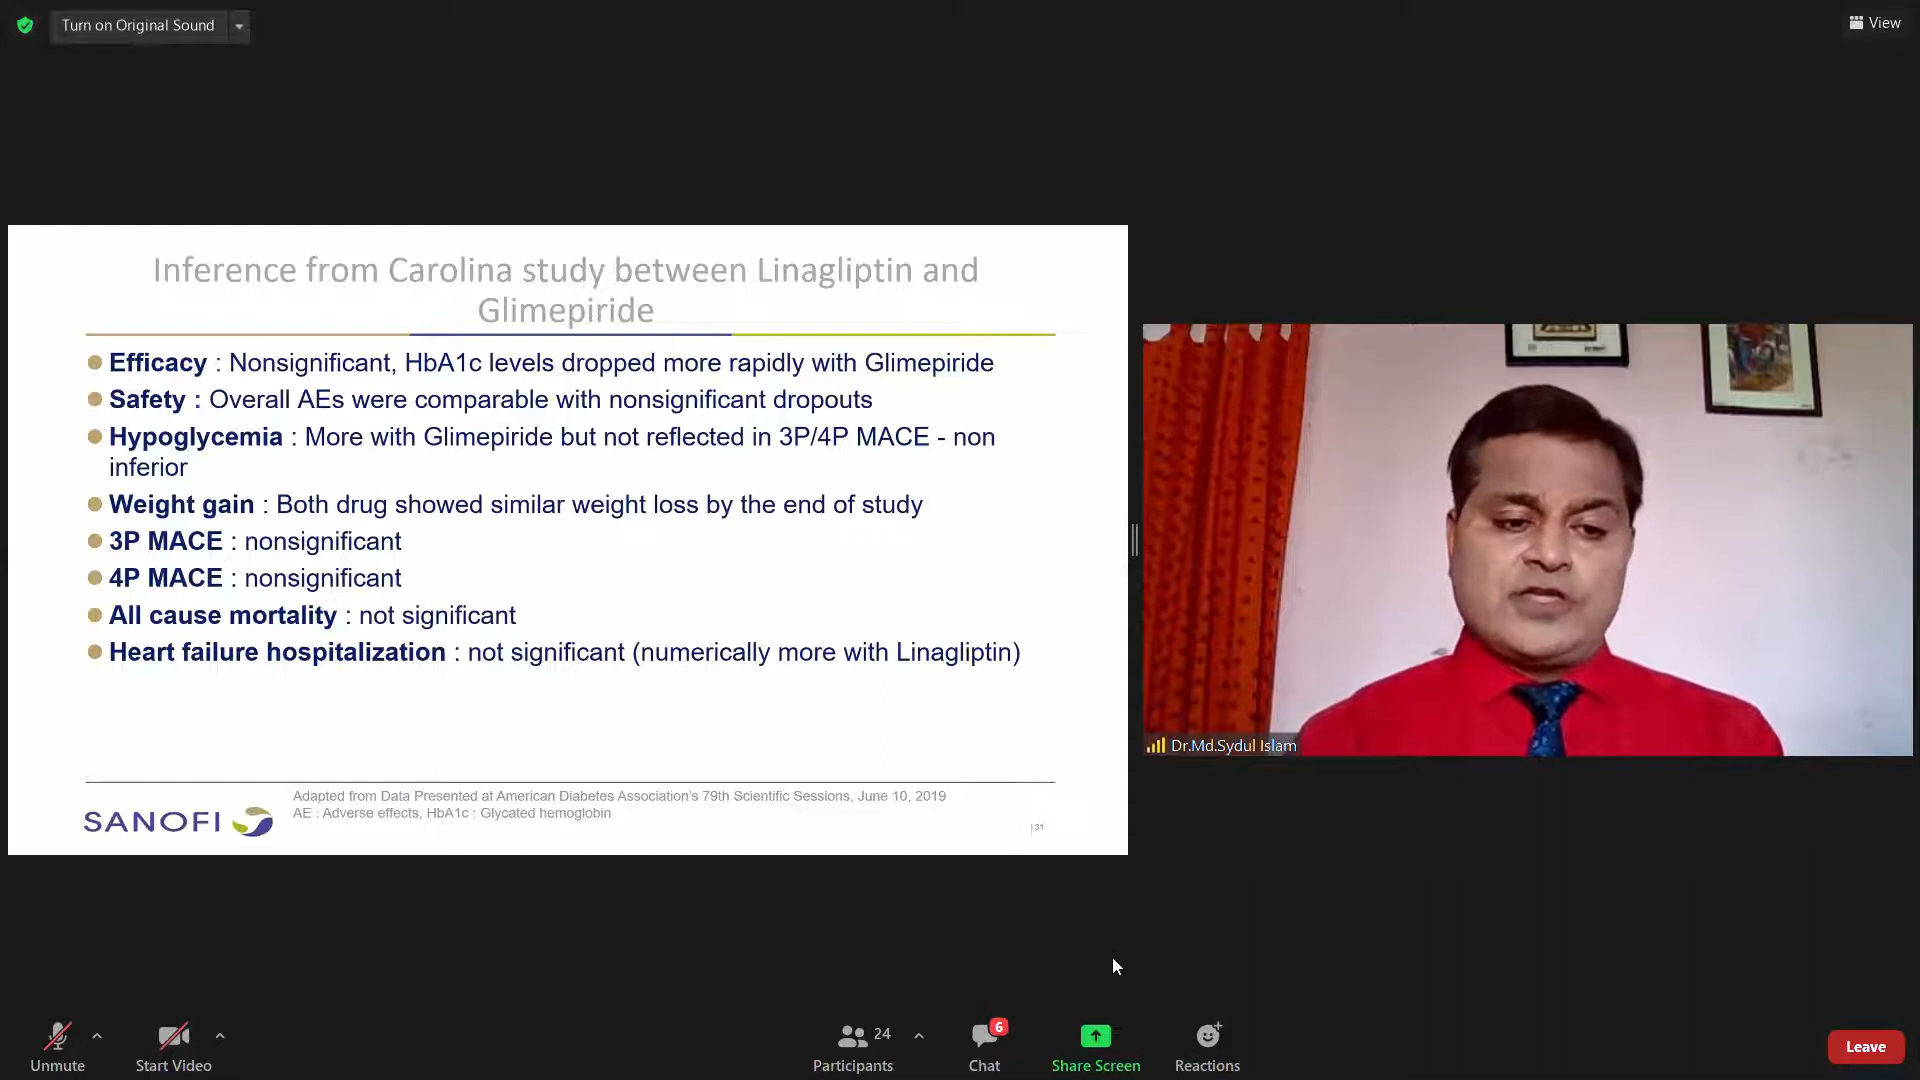 Turn on Original Sound
View
Inference from Carolina study between Linagliptin and
Glimepiride
Efficacy : Nonsignificant, HbA1c levels dropped more rapidly with Glimepiride
Safety : Overall AEs were comparable with nonsignificant dropouts
Hypoglycemia : More with Glimepiride but not reflected in 3P/4P MACE - non
inferior
Weight gain : Both drug showed similar weight loss by the end of study
3P MACE : nonsignificant
4P MACE : nonsignificant
All cause mortality : not significant
Heart failure hospitalization : not significant (numerically more with Linagliptin)
Adapted from Data Presented at American Diabetes Association's 79th Scientific Sessions, June 10, 2019
AE : Adverse effects, HbA1c : Glycated hemoglobin
SANOFI
| 31
Dr.Md.Sydul Islam
Unmute
Start Video
24
Participants
6
Chat
Share Screen
Reactions
Leave